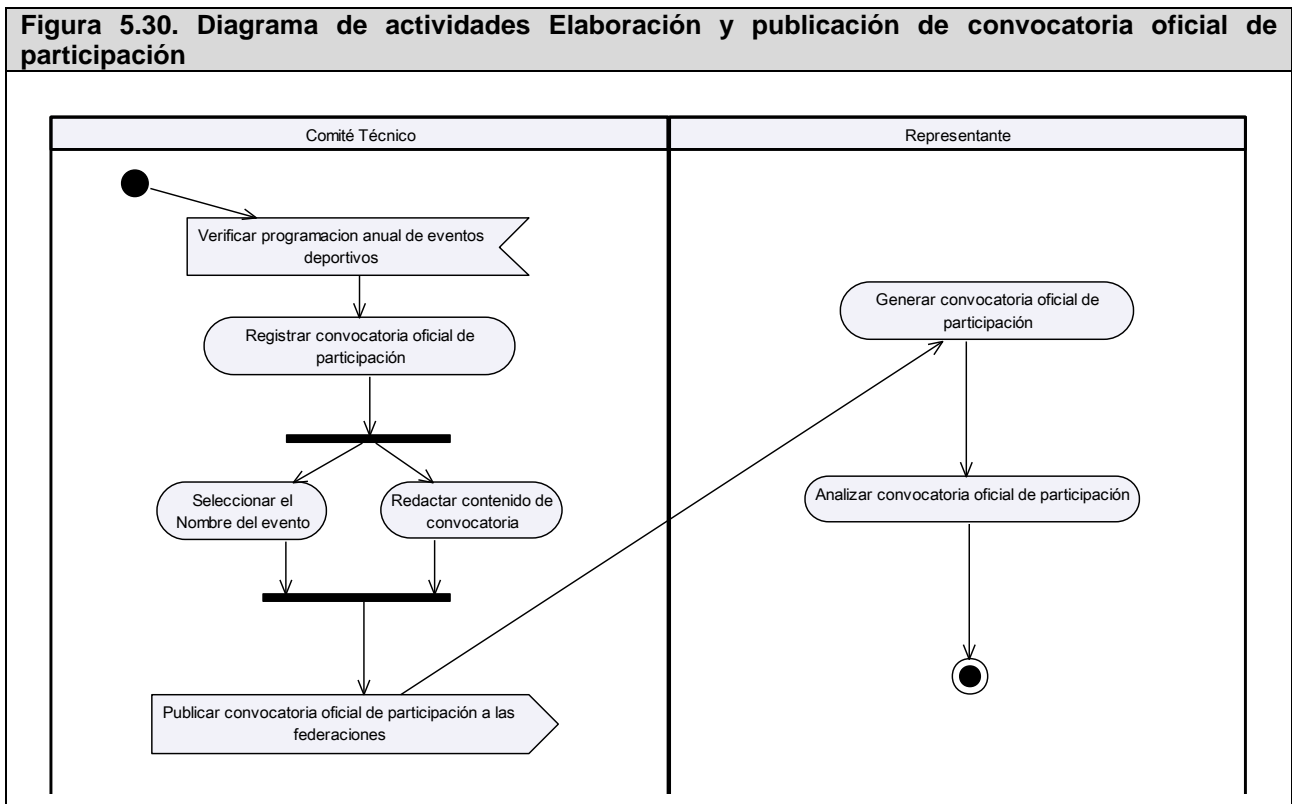 Figura 5.30. Diagrama de actividades Elaboración y publicación de convocatoria oficial de
participación
Comité Técnico
Representante
Verificar programacion anual de eventos
deportivos
Registrar convocatoria oficial de
participación
Seleccionar el
Nombre del evento
Redactar contenido de
convocatoria
Publicar convocatoria oficial de participación a las
federaciones
Generar convocatoria oficial de
participación
Analizar convocatoria oficial de participación